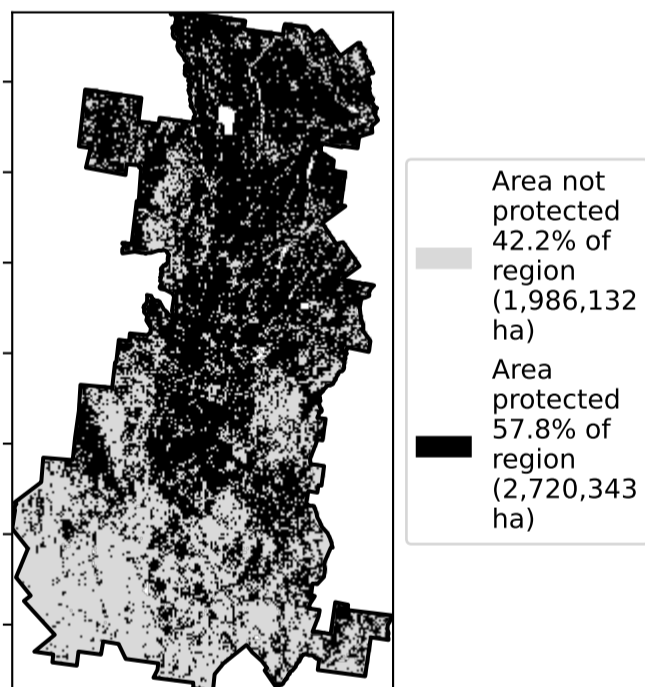 Area not
protected
42.2% of
region
(1,986,132
ha)
Area
protected
57.8% of
region
(2,720,343
ha)